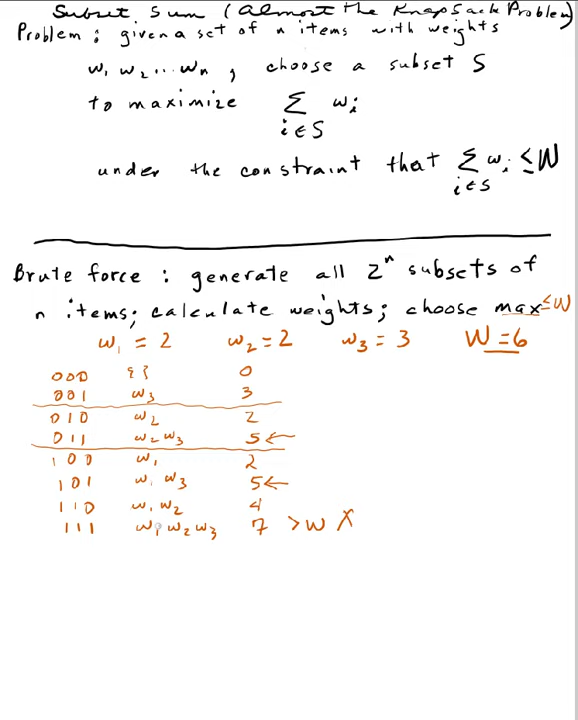 Subset Sum (almost the Knapsack Problem)
Problem: given a set of n items with weights
w₁ w₂ ... wₙ, choose a subset S
to maximize Σ wᵢ
i∈S
under the constraint that Σ wᵢ ≤ W
i∈S
Brute force: generate all 2ⁿ subsets of
n items; calculate weights; choose max ≤W
w₁ = 2 w₂ = 2 w₃ = 3 W = 6
000 {} 0
001 w₃ 3
010 w₂ 2
011 w₂ w₃ 5 ←
100 w₁ 2
101 w₁ w₃ 5 ←
110 w₁ w₂ 4
111 w₁ w₂ w₃ 7 > W X